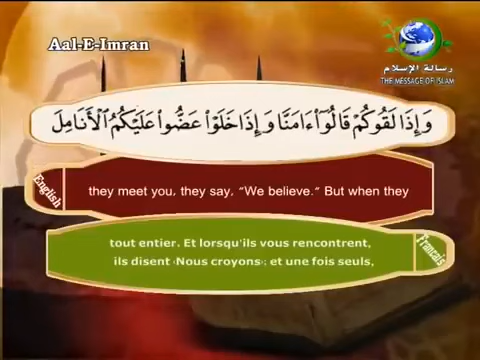 Aal-E-Imran
رسالة الإسلام
THE MESSAGE OF ISLAM
وَإِذَا لَقُوكُمْ قَالُوٓا۟ ءَامَنَّا وَإِذَا خَلَوْا۟ عَضُّوا۟ عَلَيْكُمُ ٱلْأَنَامِلَ
English
they meet you, they say, "We believe." But when they
Francais
tout entier. Et lorsqu'ils vous rencontrent,
ils disent ‹Nous croyons›; et une fois seuls,